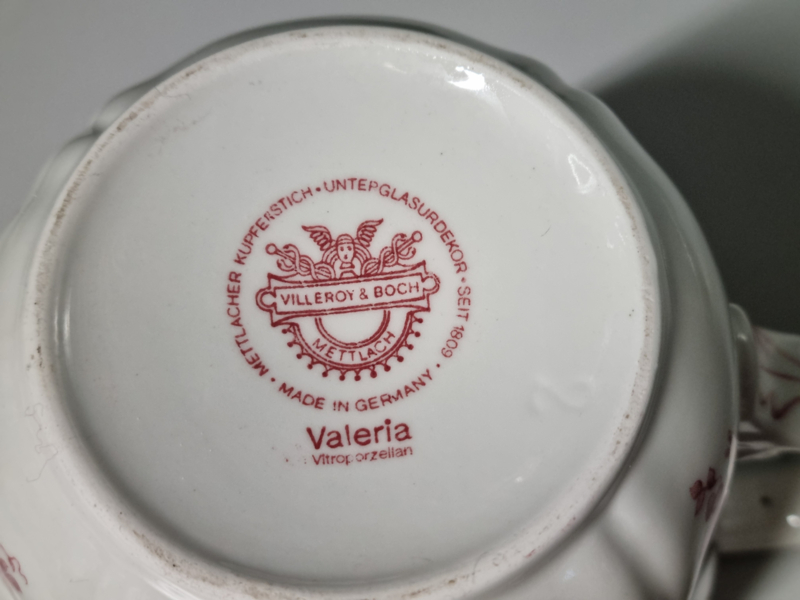 METTLACHER KUPFERSTICH • UNTERGLASURDEKOR • SEIT 1809 •
VILLEROY & BOCH
METTLACH
• MADE IN GERMANY •
Valeria
Vitroporzellan